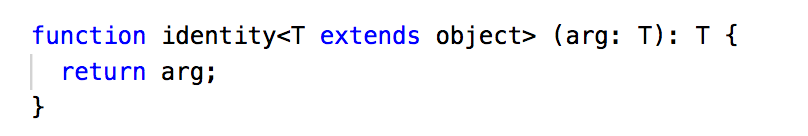 function identity<T extends object> (arg: T): T {
  return arg;
}